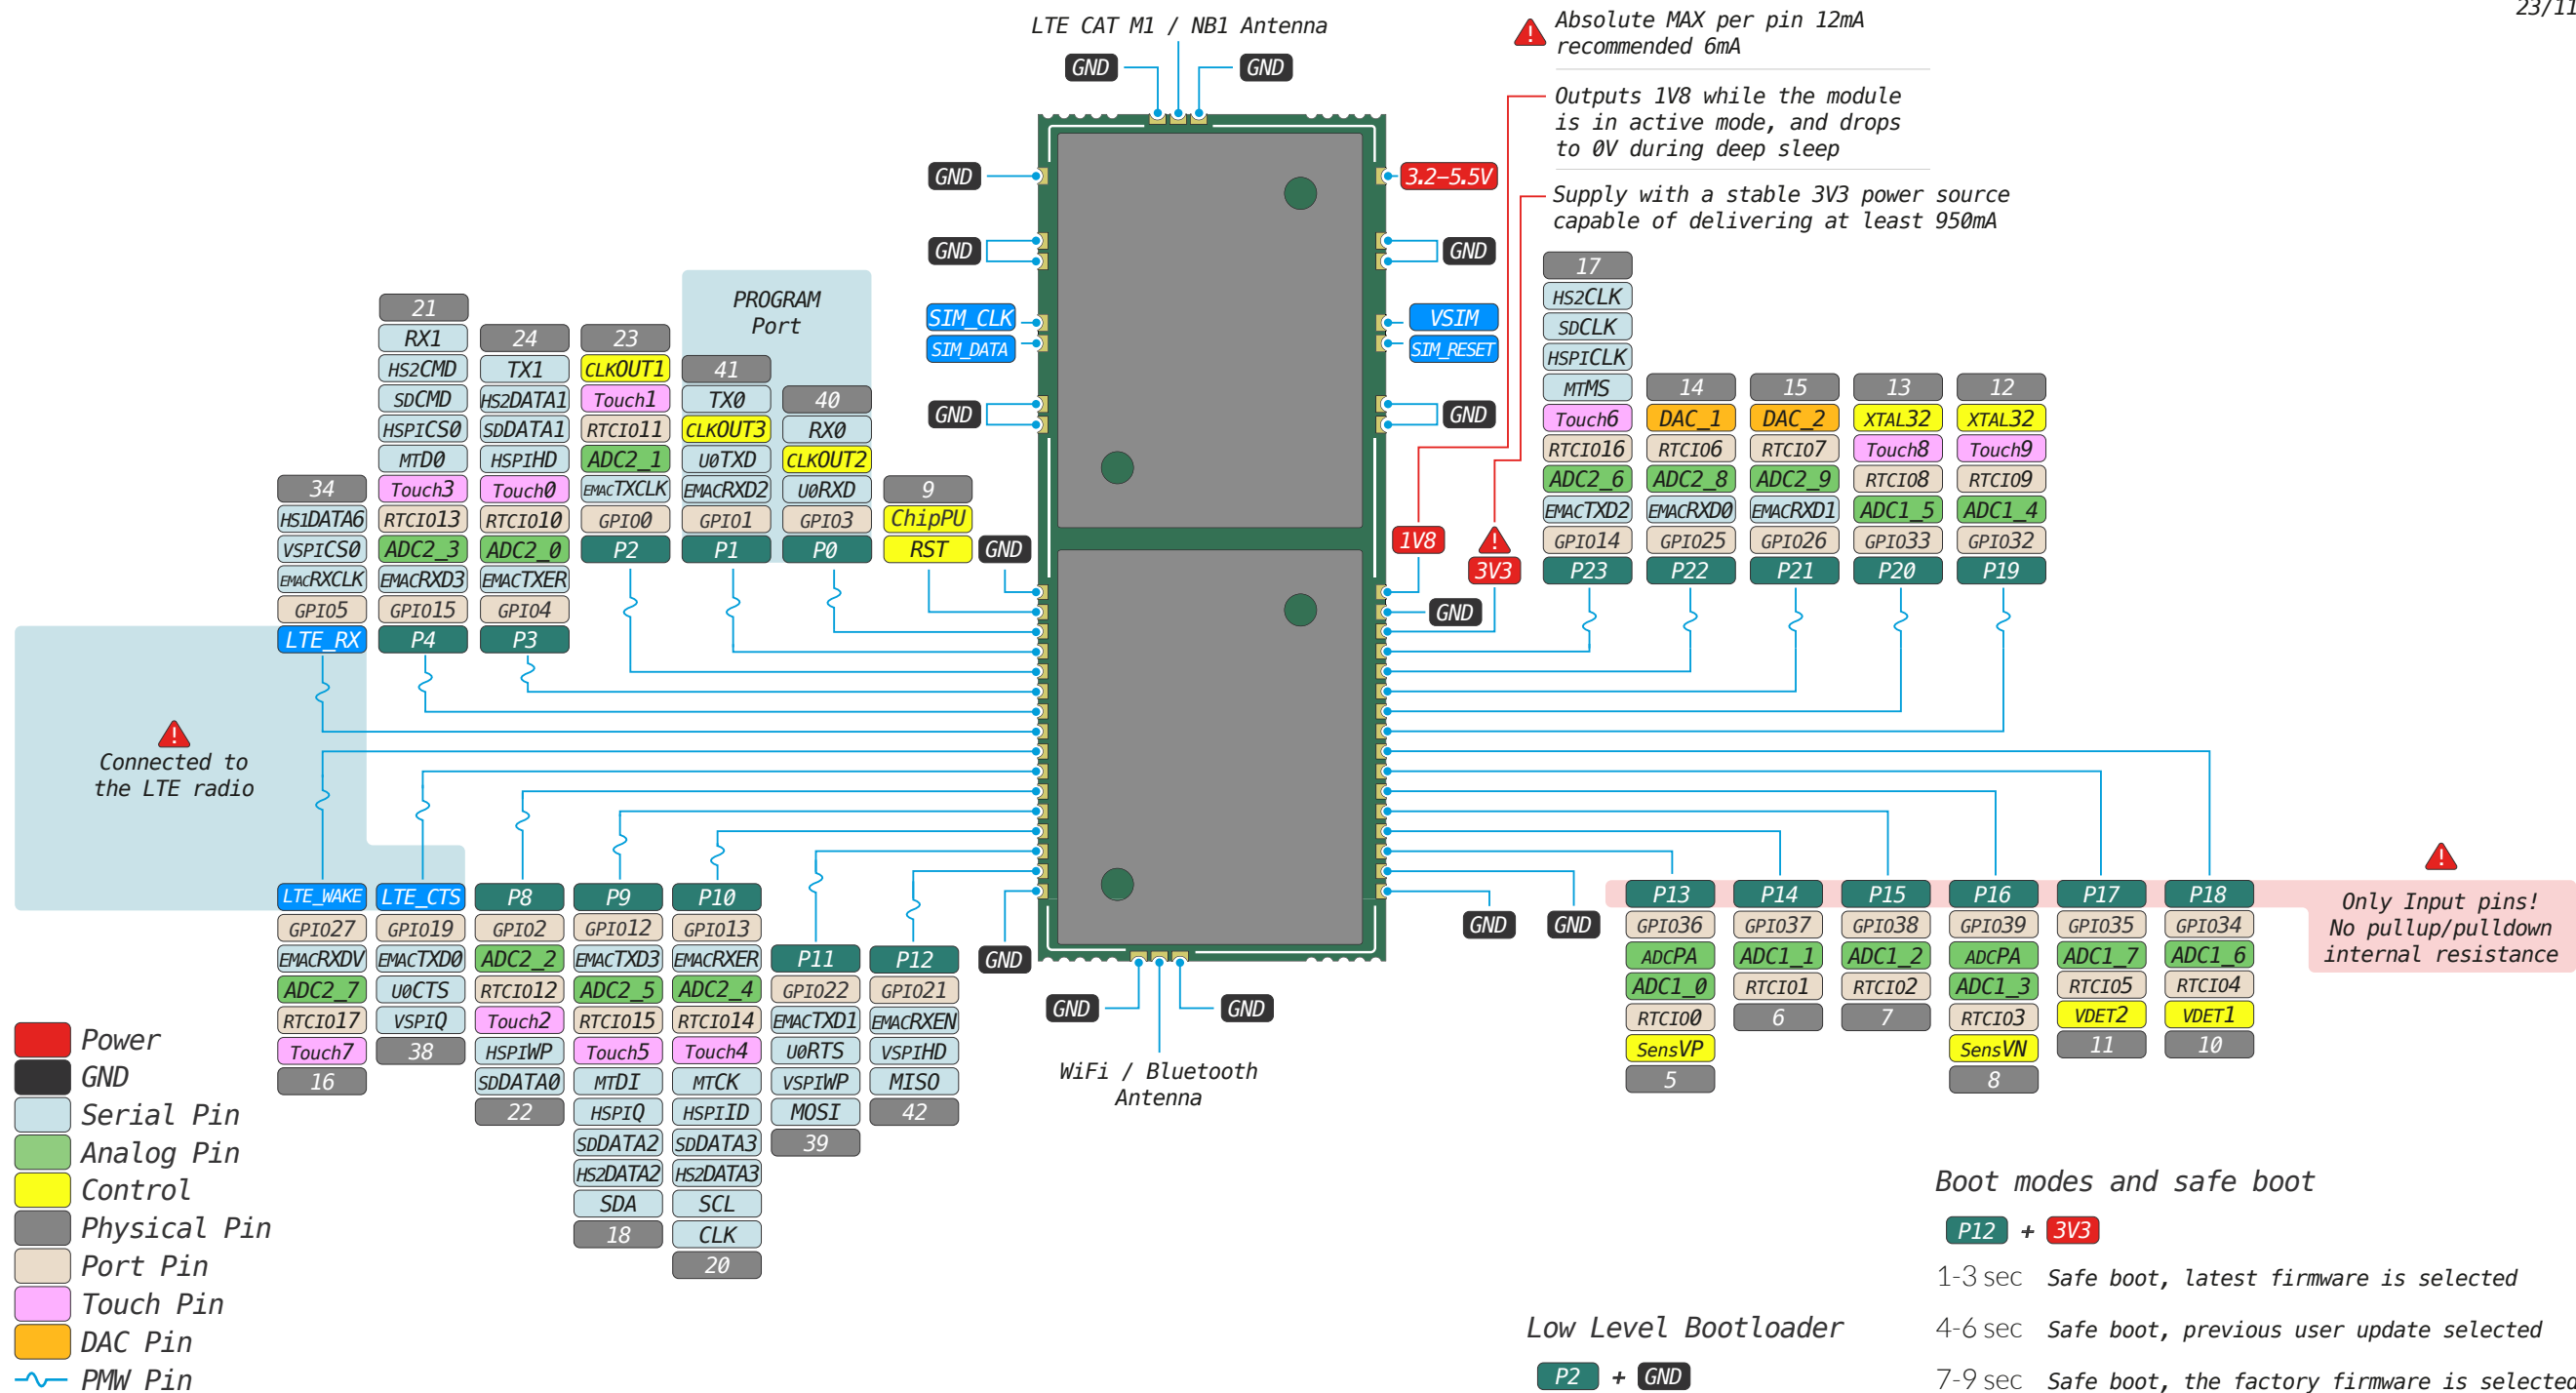 23/11
LTE CAT M1 / NB1 Antenna
GND
GND
Absolute MAX per pin 12mA
recommended 6mA
Outputs 1V8 while the module
is in active mode, and drops
to 0V during deep sleep
Supply with a stable 3V3 power source
capable of delivering at least 950mA
GND
3.2–5.5V
GND
GND
SIM_CLK
SIM_DATA
VSIM
SIM_RESET
GND
GND
PROGRAM
Port
34
HS1DATA6
VSPICS0
EMACRXCLK
GPIO5
LTE_RX
21
RX1
HS2CMD
SDCMD
HSPICS0
MTD0
Touch3
RTCIO13
ADC2_3
EMACRXD3
GPIO15
P4
24
TX1
HS2DATA1
SDDATA1
HSPIHD
Touch0
RTCIO10
ADC2_0
EMACTXER
GPIO4
P3
23
CLKOUT1
Touch1
RTCIO11
ADC2_1
EMACTXCLK
GPIO0
P2
41
TX0
CLKOUT3
U0TXD
EMACRXD2
GPIO1
P1
40
RX0
CLKOUT2
U0RXD
GPIO3
P0
9
ChipPU
RST
GND
1V8
3V3
GND
17
HS2CLK
SDCLK
HSPICLK
MTMS
Touch6
RTCIO16
ADC2_6
EMACTXD2
GPIO14
P23
14
DAC_1
RTCIO6
ADC2_8
EMACRXD0
GPIO25
P22
15
DAC_2
RTCIO7
ADC2_9
EMACRXD1
GPIO26
P21
13
XTAL32
Touch8
RTCIO8
ADC1_5
GPIO33
P20
12
XTAL32
Touch9
RTCIO9
ADC1_4
GPIO32
P19
Connected to
the LTE radio
LTE_WAKE
GPIO27
EMACRXDV
ADC2_7
RTCIO17
Touch7
16
LTE_CTS
GPIO19
EMACTXD0
U0CTS
VSPIQ
38
P8
GPIO2
ADC2_2
RTCIO12
Touch2
HSPIWP
SDDATA0
22
P9
GPIO12
EMACTXD3
ADC2_5
RTCIO15
Touch5
MTDI
HSPIQ
SDDATA2
HS2DATA2
SDA
18
P10
GPIO13
EMACRXER
ADC2_4
RTCIO14
Touch4
MTCK
HSPIID
SDDATA3
HS2DATA3
SCL
CLK
20
P11
GPIO22
EMACTXD1
U0RTS
VSPIWP
MOSI
39
P12
GPIO21
EMACRXEN
VSPIHD
MISO
42
GND
GND
GND
WiFi / Bluetooth
Antenna
GND
GND
P13
GPIO36
ADCPA
ADC1_0
RTCIO0
SensVP
5
P14
GPIO37
ADC1_1
RTCIO1
6
P15
GPIO38
ADC1_2
RTCIO2
7
P16
GPIO39
ADCPA
ADC1_3
RTCIO3
SensVN
8
P17
GPIO35
ADC1_7
RTCIO5
VDET2
11
P18
GPIO34
ADC1_6
RTCIO4
VDET1
10
Only Input pins!
No pullup/pulldown
internal resistance
Power
GND
Serial Pin
Analog Pin
Control
Physical Pin
Port Pin
Touch Pin
DAC Pin
PMW Pin
Low Level Bootloader
P2 + GND
Boot modes and safe boot
P12 + 3V3
1-3 sec Safe boot, latest firmware is selected
4-6 sec Safe boot, previous user update selected
7-9 sec Safe boot, the factory firmware is selected